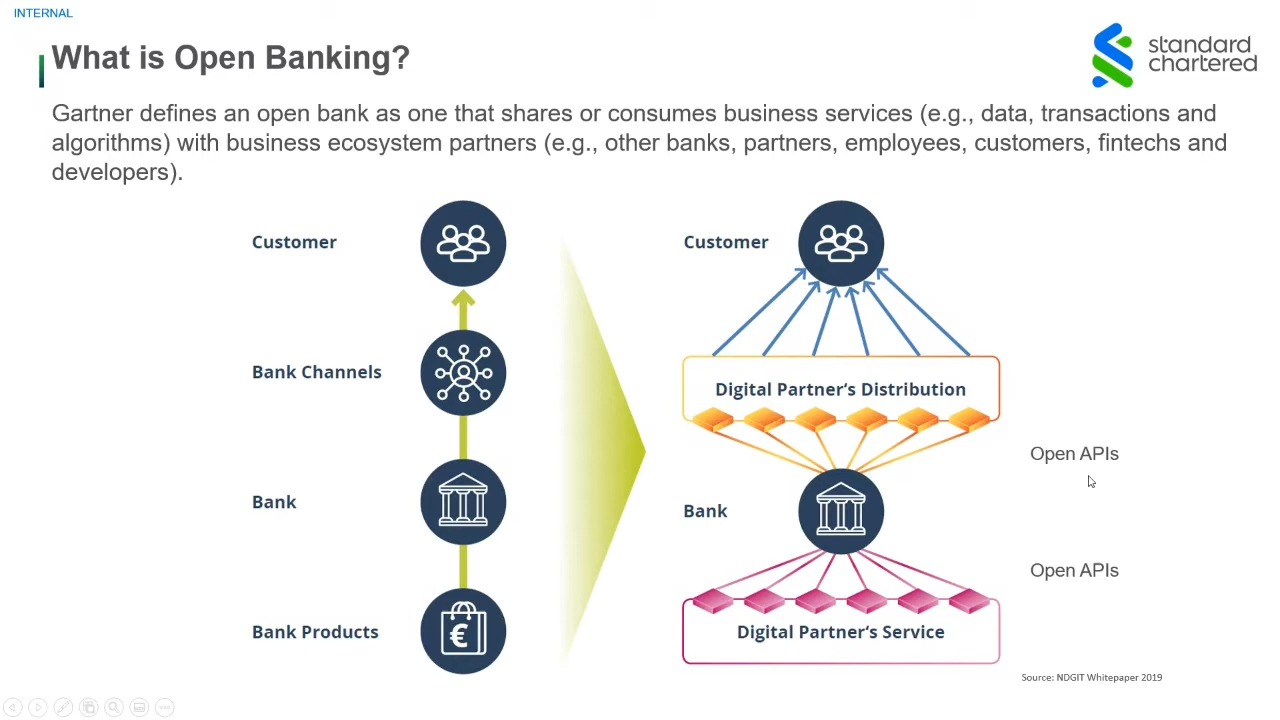 INTERNAL
What is Open Banking?
standard
chartered
Gartner defines an open bank as one that shares or consumes business services (e.g., data, transactions and
algorithms) with business ecosystem partners (e.g., other banks, partners, employees, customers, fintechs and
developers).
Customer
Bank Channels
Bank
Bank Products
€
Customer
Digital Partner‘s Distribution
Open APIs
Bank
Open APIs
Digital Partner‘s Service
Source: NDGIT Whitepaper 2019